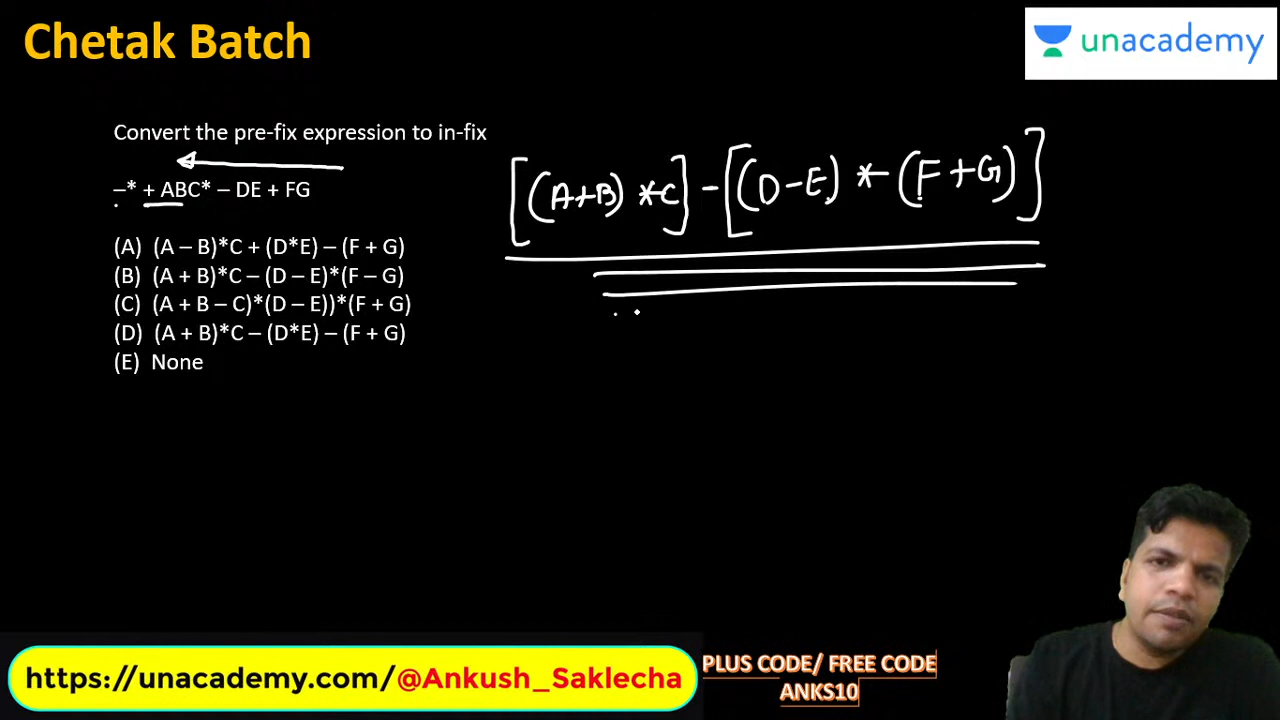 Chetak Batch
unacademy
Convert the pre-fix expression to in-fix
–* + ABC* – DE + FG
[(A+B) *C] – [(D–E) * (F+G)]
(A) (A – B)*C + (D*E) – (F + G)
(B) (A + B)*C – (D – E)*(F – G)
(C) (A + B – C)*(D – E))*(F + G)
(D) (A + B)*C – (D*E) – (F + G)
(E) None
https://unacademy.com/@Ankush_Saklecha
PLUS CODE/ FREE CODE
ANKS10